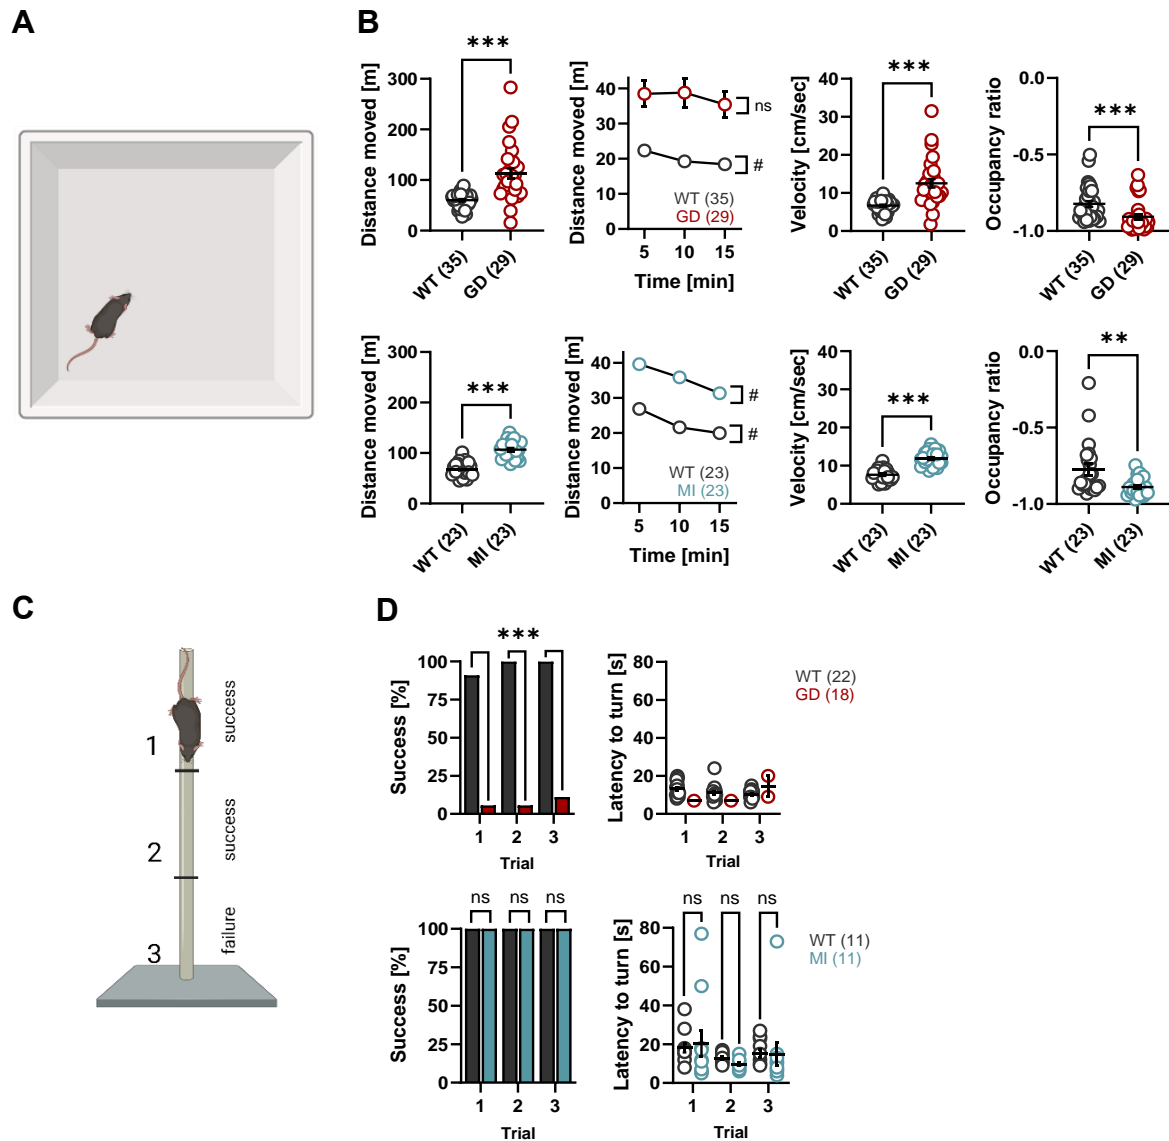 A
B
***
Distance moved [m]
300
200
100
0
WT (35)
GD (29)
Distance moved [m]
40
30
20
10
0
ns
#
WT (35)
GD (29)
5 10 15
Time [min]
***
Velocity [cm/sec]
40
30
20
10
0
WT (35)
GD (29)
***
Occupancy ratio
0.0
-0.5
-1.0
WT (35)
GD (29)
***
Distance moved [m]
300
200
100
0
WT (23)
MI (23)
Distance moved [m]
40
30
20
10
0
#
#
WT (23)
MI (23)
5 10 15
Time [min]
***
Velocity [cm/sec]
40
30
20
10
0
WT (23)
MI (23)
**
Occupancy ratio
-0.0
-0.5
-1.0
WT (23)
MI (23)
C
1
success
2
success
3
failure
D
***
Success [%]
100
75
50
25
0
1 2 3
Trial
Latency to turn [s]
80
60
40
20
0
1 2 3
Trial
WT (22)
GD (18)
ns ns ns
Success [%]
100
75
50
25
0
1 2 3
Trial
ns ns ns
Latency to turn [s]
80
60
40
20
0
1 2 3
Trial
WT (11)
MI (11)